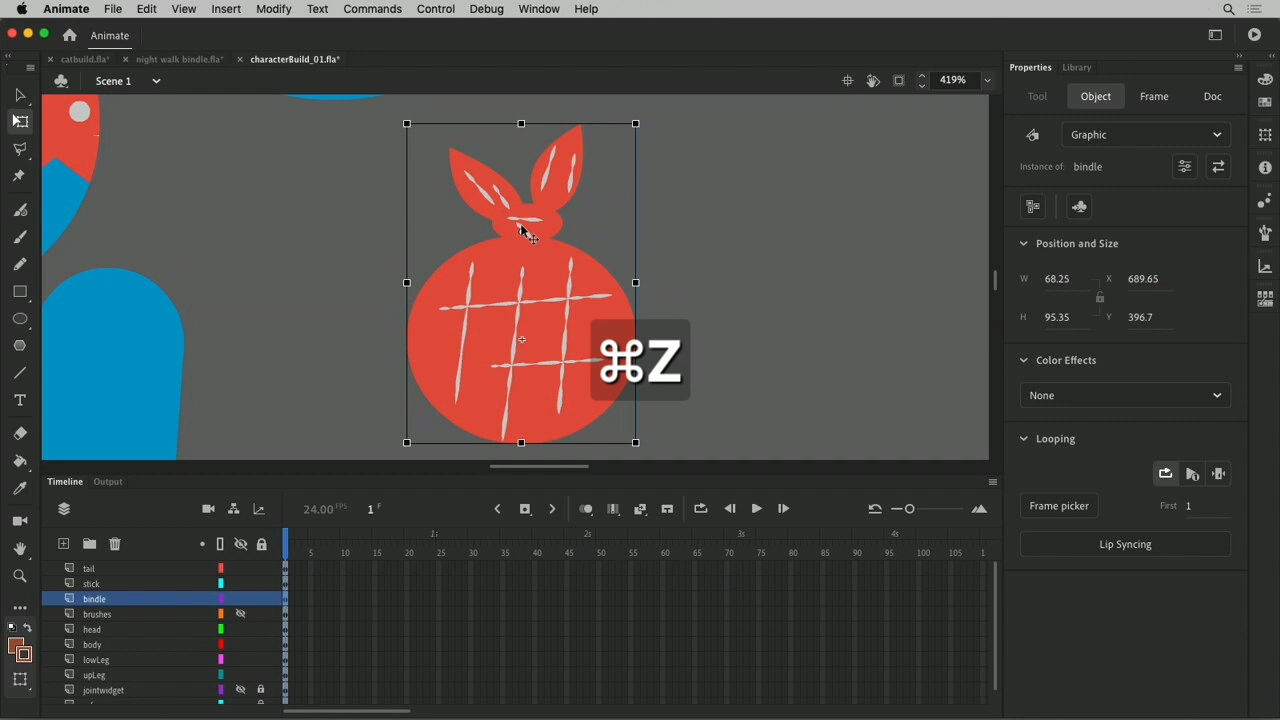 Animate File Edit View Insert Modify Text Commands Control Debug Window Help
Animate
catbuild.fla* night walk bindle.fla* characterBuild_01.fla*
Scene 1 419%
⌘Z
Properties Library
Tool Object Frame Doc
Graphic
Instance of: bindle
Position and Size
W 68.25 X 689.65
H 95.35 Y 396.7
Color Effects
None
Looping
Frame picker First 1
Lip Syncing
Timeline Output
24.00 FPS 1 F
1s 2s 3s 4s
5 10 15 20 25 30 35 40 45 50 55 60 65 70 75 80 85 90 95 100 105 1
tail
stick
bindle
brushes
head
body
lowLeg
upLeg
jointwidget